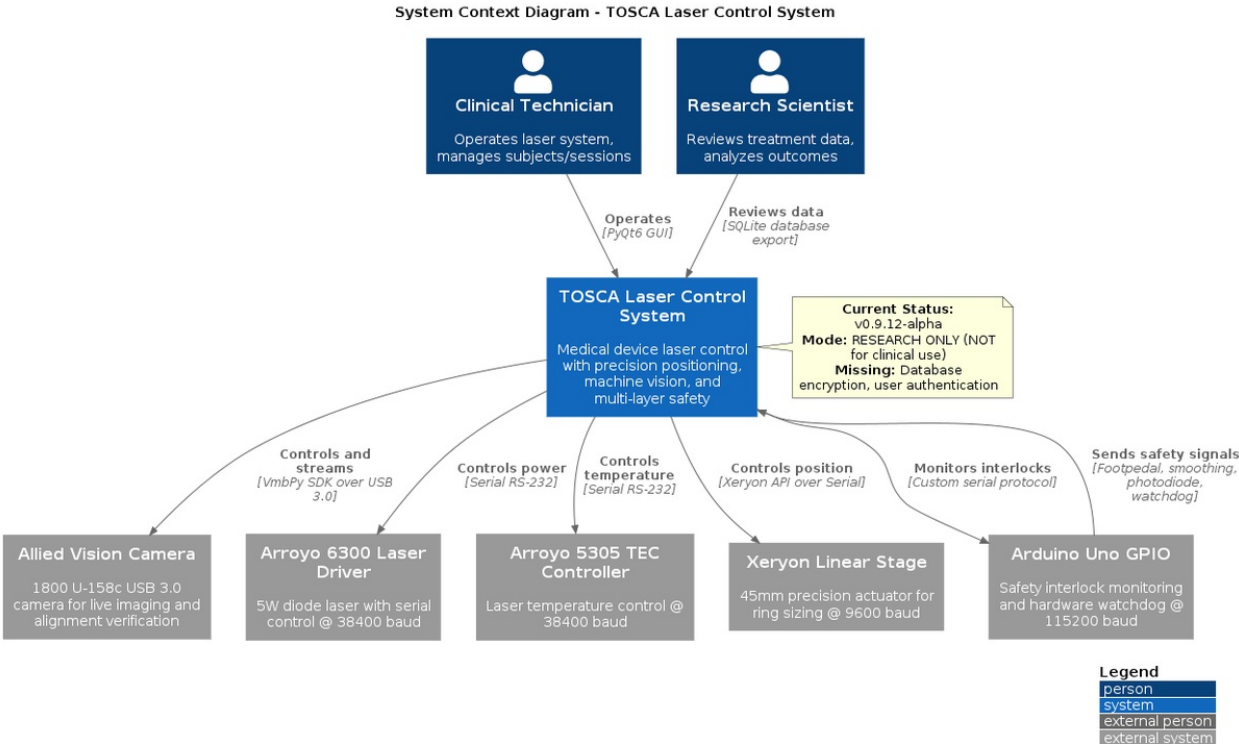 System Context Diagram - TOSCA Laser Control System
Clinical Technician
Operates laser system,
manages subjects/sessions
Research Scientist
Reviews treatment data,
analyzes outcomes
Operates
[PyQt6 GUI]
Reviews data
[SQLite database
export]
TOSCA Laser Control
System
Medical device laser control
with precision positioning,
machine vision, and
multi-layer safety
Current Status:
v0.9.12-alpha
Mode: RESEARCH ONLY (NOT
for clinical use)
Missing: Database
encryption, user authentication
Controls and
streams
[VmbPy SDK over USB
3.0]
Controls power
[Serial RS-232]
Controls
temperature
[Serial RS-232]
Controls position
[Xeryon API over Serial]
Monitors interlocks
[Custom serial protocol]
Sends safety signals
[Footpedal, smoothing,
photodiode,
watchdog]
Allied Vision Camera
1800 U-158c USB 3.0
camera for live imaging and
alignment verification
Arroyo 6300 Laser
Driver
5W diode laser with serial
control @ 38400 baud
Arroyo 5305 TEC
Controller
Laser temperature control @
38400 baud
Xeryon Linear Stage
45mm precision actuator for
ring sizing @ 9600 baud
Arduino Uno GPIO
Safety interlock monitoring
and hardware watchdog @
115200 baud
Legend
person
system
external person
external system